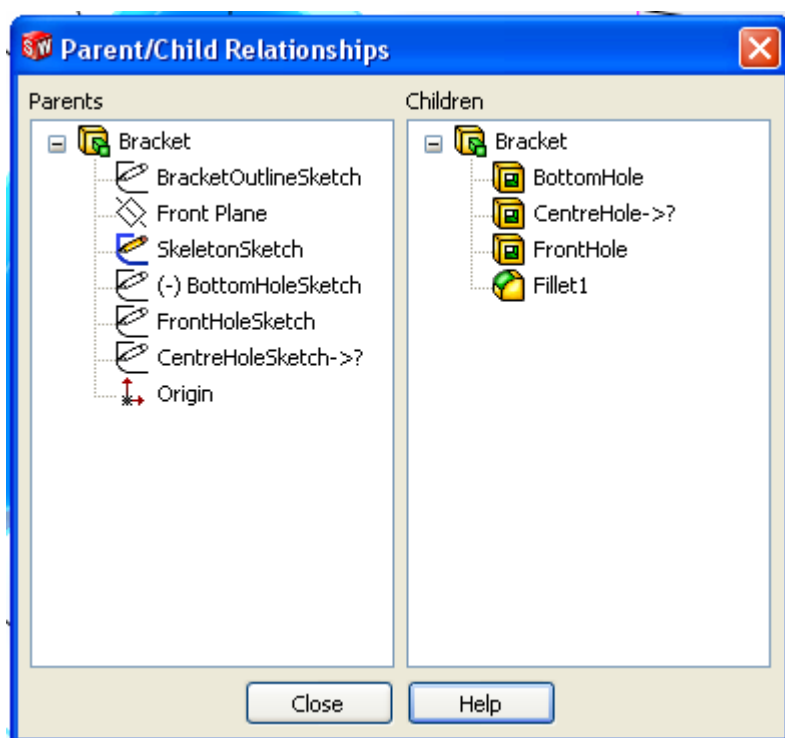 Parent/Child Relationships
Parents
Bracket
BracketOutlineSketch
Front Plane
SkeletonSketch
(-) BottomHoleSketch
FrontHoleSketch
CentreHoleSketch->?
Origin
Children
Bracket
BottomHole
CentreHole->?
FrontHole
Fillet1
Close
Help